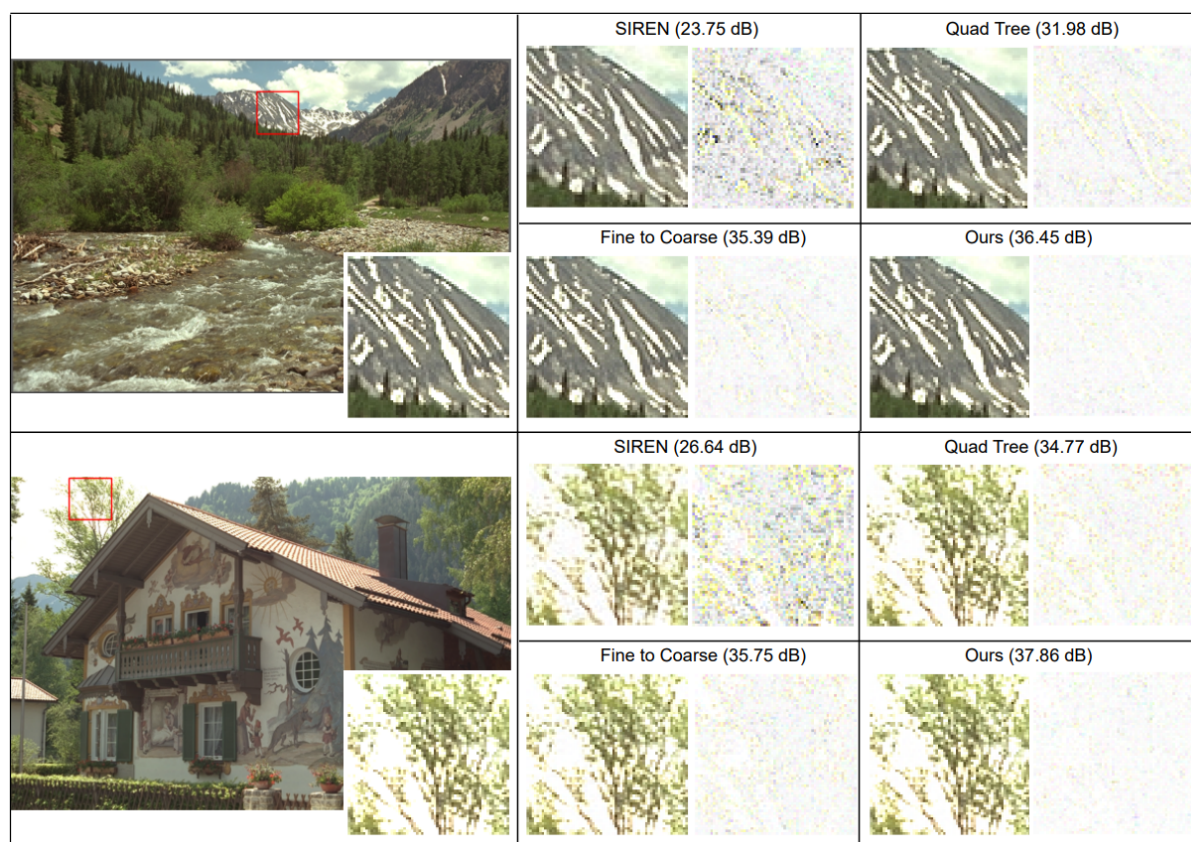 SIREN (23.75 dB)
Quad Tree (31.98 dB)
Fine to Coarse (35.39 dB)
Ours (36.45 dB)
SIREN (26.64 dB)
Quad Tree (34.77 dB)
Fine to Coarse (35.75 dB)
Ours (37.86 dB)